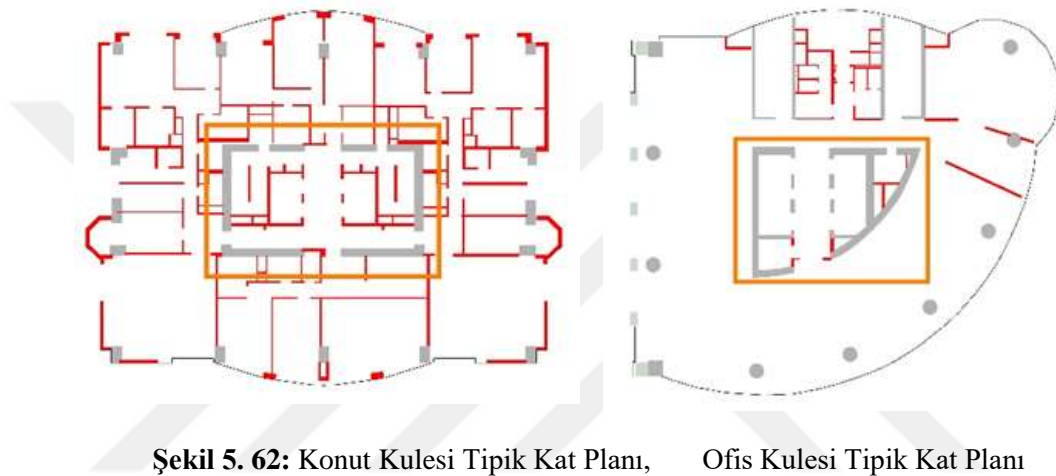 Şekil 5. 62: Konut Kulesi Tipik Kat Planı, Ofis Kulesi Tipik Kat Planı